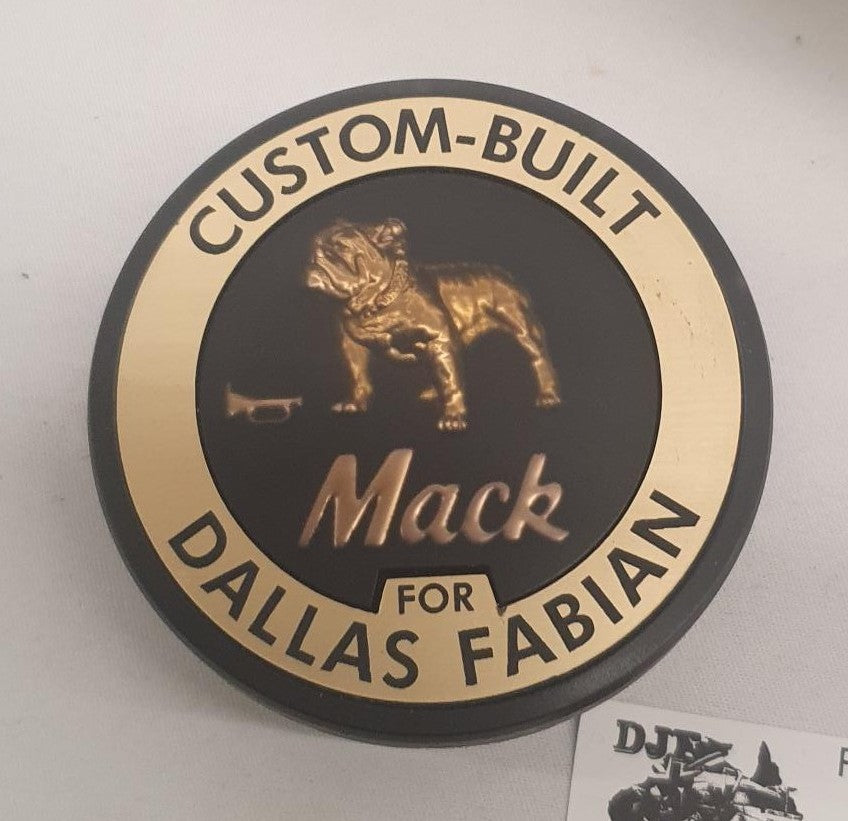 CUSTOM-BUILT
Mack
FOR
DALLAS FABIAN